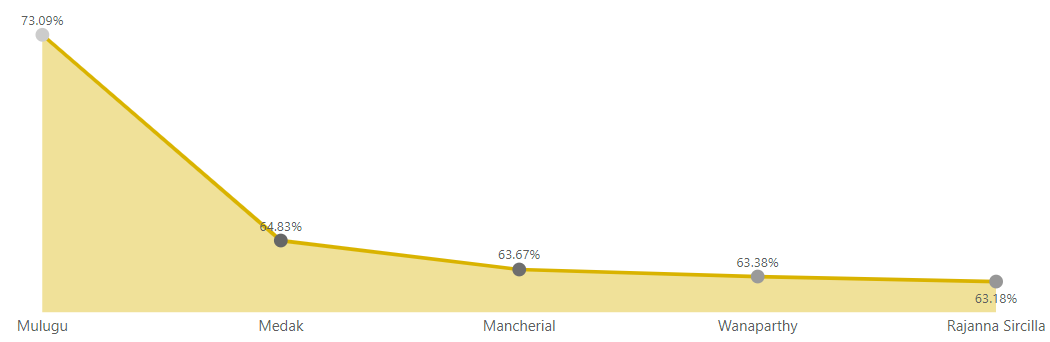 73.09%
64.83%
63.67%
63.38%
63.18%
Mulugu
Medak
Mancherial
Wanaparthy
Rajanna Sircilla